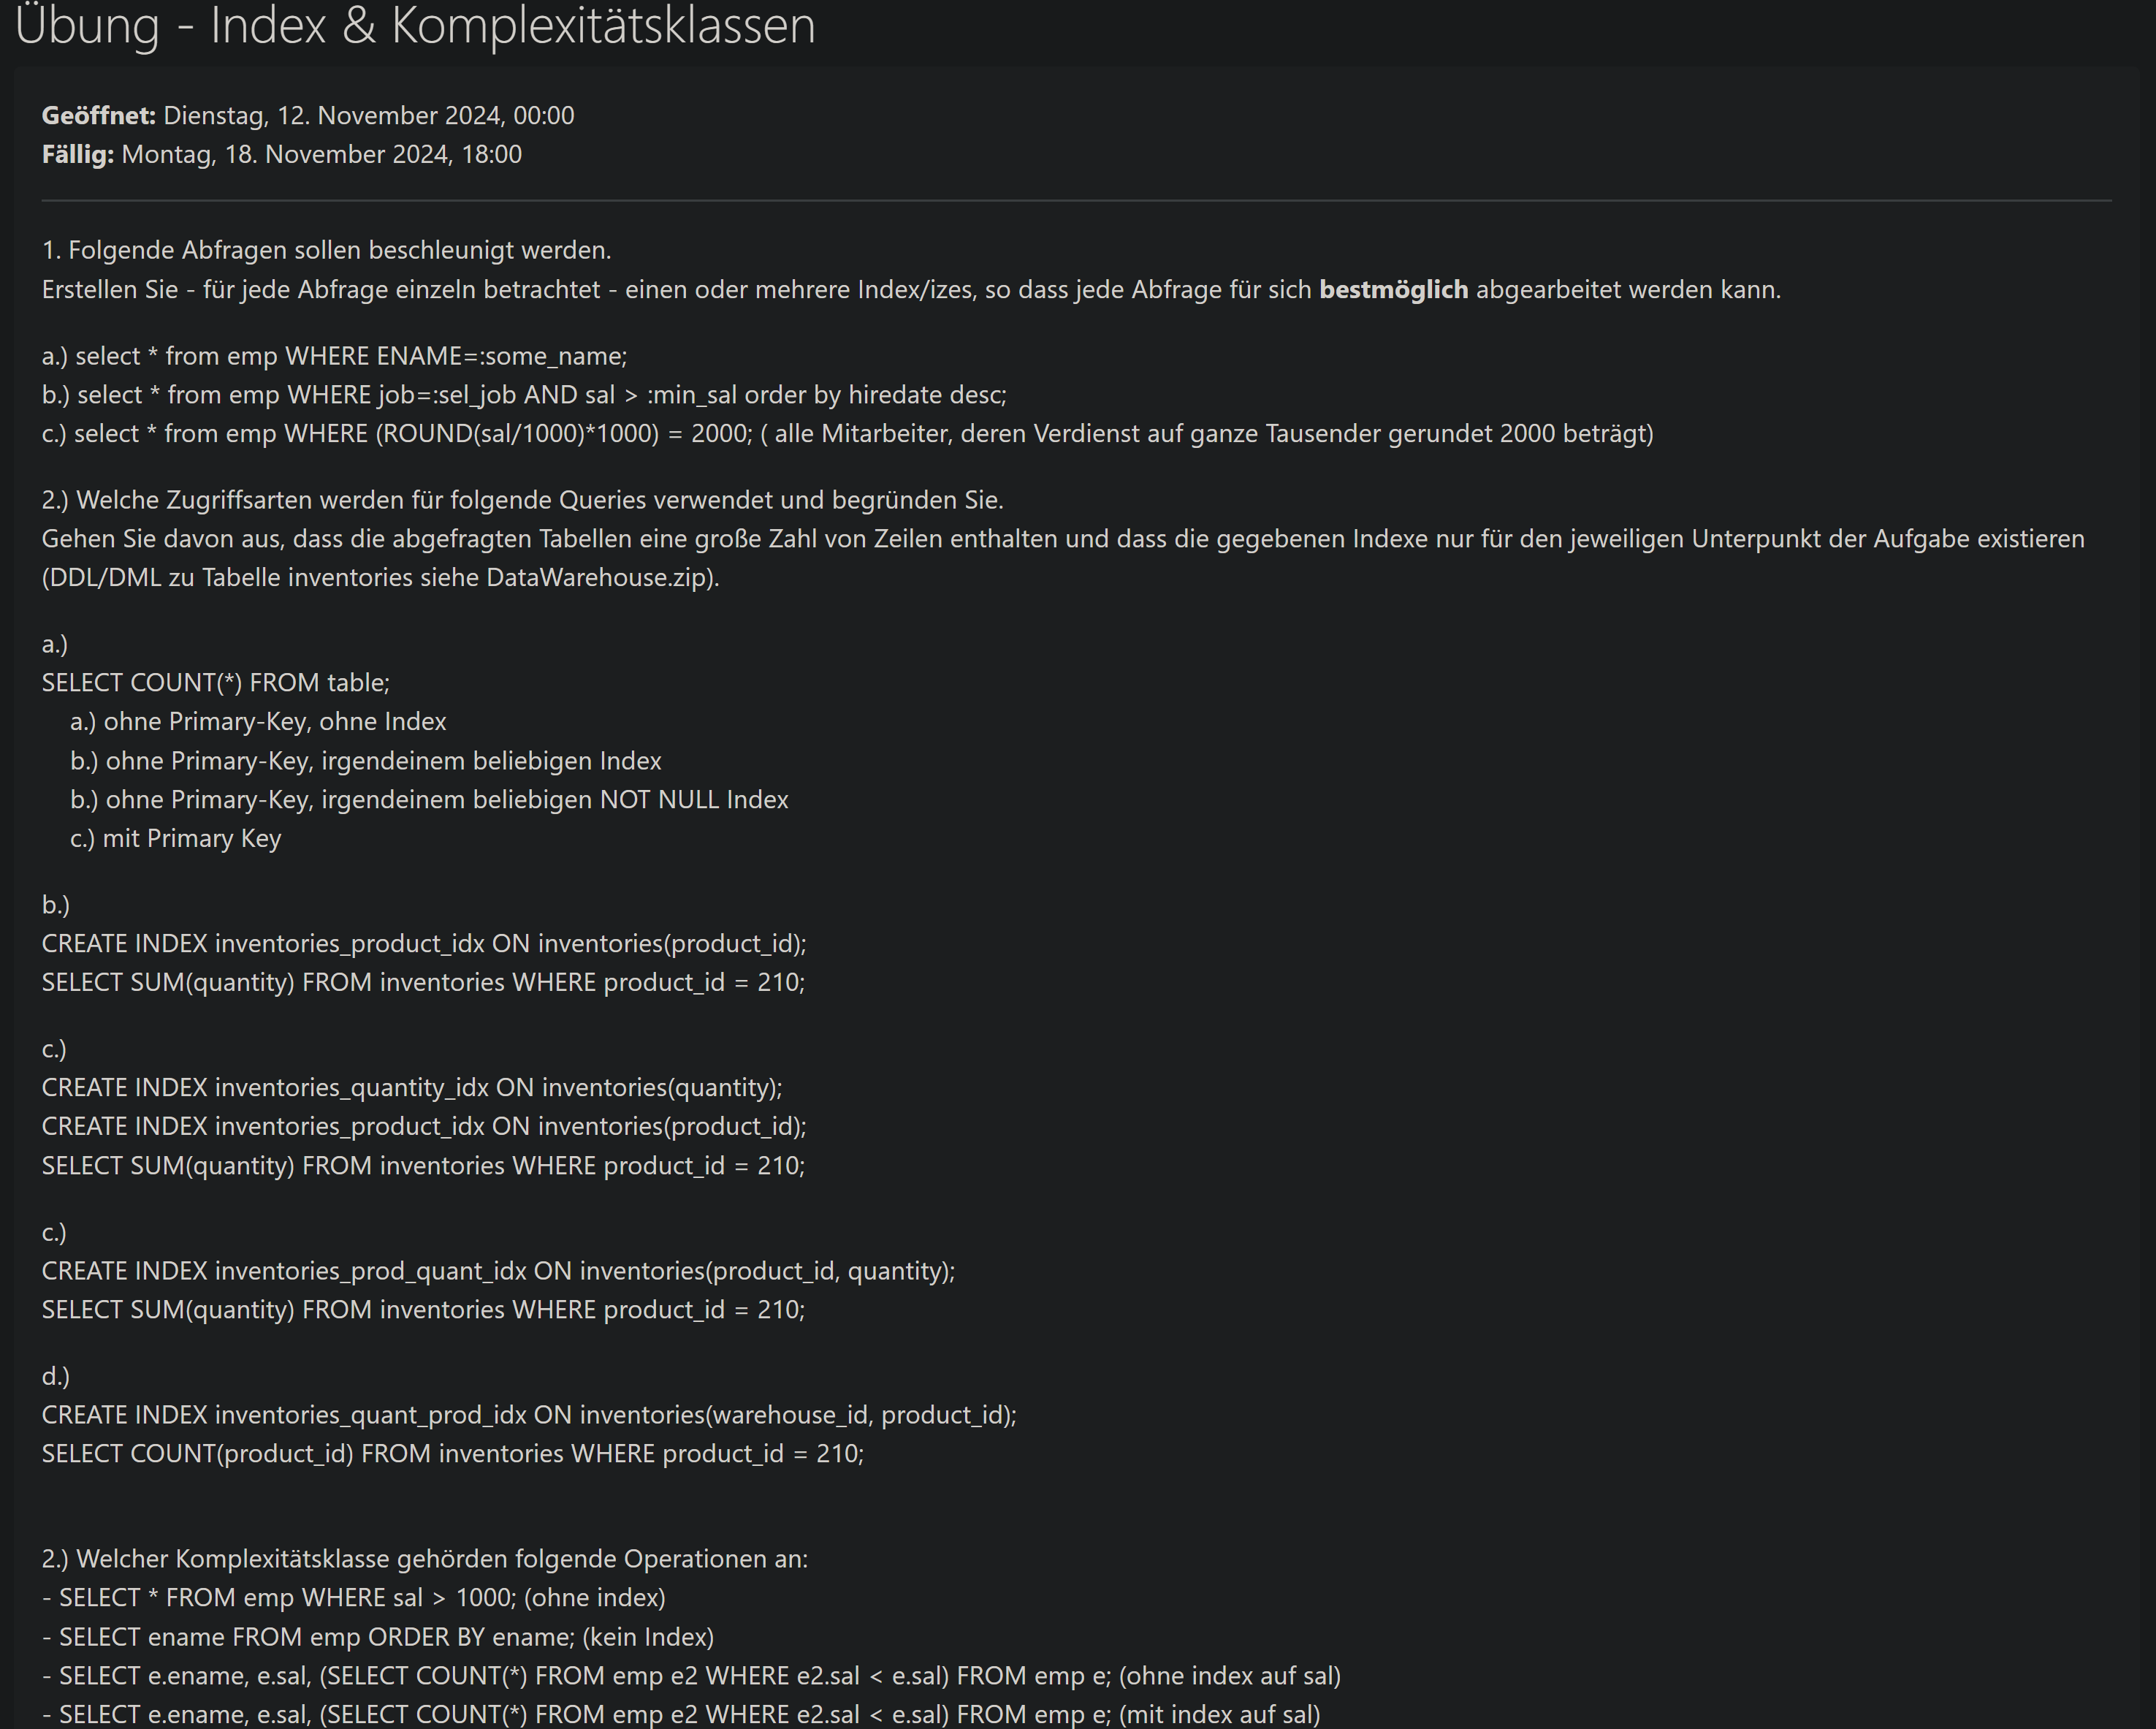 Übung - Index & Komplexitätsklassen
Geöffnet: Dienstag, 12. November 2024, 00:00
Fällig: Montag, 18. November 2024, 18:00
1. Folgende Abfragen sollen beschleunigt werden.
Erstellen Sie - für jede Abfrage einzeln betrachtet - einen oder mehrere Index/izes, so dass jede Abfrage für sich bestmöglich abgearbeitet werden kann.
a.) select * from emp WHERE ENAME=:some_name;
b.) select * from emp WHERE job=:sel_job AND sal > :min_sal order by hiredate desc;
c.) select * from emp WHERE (ROUND(sal/1000)*1000) = 2000; ( alle Mitarbeiter, deren Verdienst auf ganze Tausender gerundet 2000 beträgt)
2.) Welche Zugriffsarten werden für folgende Queries verwendet und begründen Sie.
Gehen Sie davon aus, dass die abgefragten Tabellen eine große Zahl von Zeilen enthalten und dass die gegebenen Indexe nur für den jeweiligen Unterpunkt der Aufgabe existieren
(DDL/DML zu Tabelle inventories siehe DataWarehouse.zip).
a.)
SELECT COUNT(*) FROM table;
a.) ohne Primary-Key, ohne Index
b.) ohne Primary-Key, irgendeinem beliebigen Index
b.) ohne Primary-Key, irgendeinem beliebigen NOT NULL Index
c.) mit Primary Key
b.)
CREATE INDEX inventories_product_idx ON inventories(product_id);
SELECT SUM(quantity) FROM inventories WHERE product_id = 210;
c.)
CREATE INDEX inventories_quantity_idx ON inventories(quantity);
CREATE INDEX inventories_product_idx ON inventories(product_id);
SELECT SUM(quantity) FROM inventories WHERE product_id = 210;
c.)
CREATE INDEX inventories_prod_quant_idx ON inventories(product_id, quantity);
SELECT SUM(quantity) FROM inventories WHERE product_id = 210;
d.)
CREATE INDEX inventories_quant_prod_idx ON inventories(warehouse_id, product_id);
SELECT COUNT(product_id) FROM inventories WHERE product_id = 210;
2.) Welcher Komplexitätsklasse gehörden folgende Operationen an:
- SELECT * FROM emp WHERE sal > 1000; (ohne index)
- SELECT ename FROM emp ORDER BY ename; (kein Index)
- SELECT e.ename, e.sal, (SELECT COUNT(*) FROM emp e2 WHERE e2.sal < e.sal) FROM emp e; (ohne index auf sal)
- SELECT e.ename, e.sal, (SELECT COUNT(*) FROM emp e2 WHERE e2.sal < e.sal) FROM emp e; (mit index auf sal)